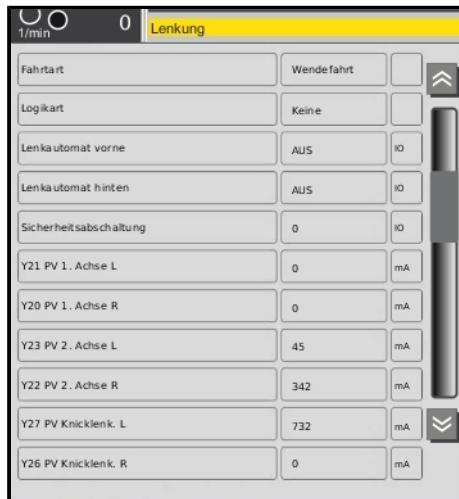 1/min 0 Lenkung
Fahrtart Wendefahrt
Logikart Keine
Lenkautomat vorne AUS IO
Lenkautomat hinten AUS IO
Sicherheitsabschaltung 0 IO
Y21 PV 1. Achse L 0 mA
Y20 PV 1. Achse R 0 mA
Y23 PV 2. Achse L 45 mA
Y22 PV 2. Achse R 342 mA
Y27 PV Knicklenk. L 732 mA
Y26 PV Knicklenk. R 0 mA